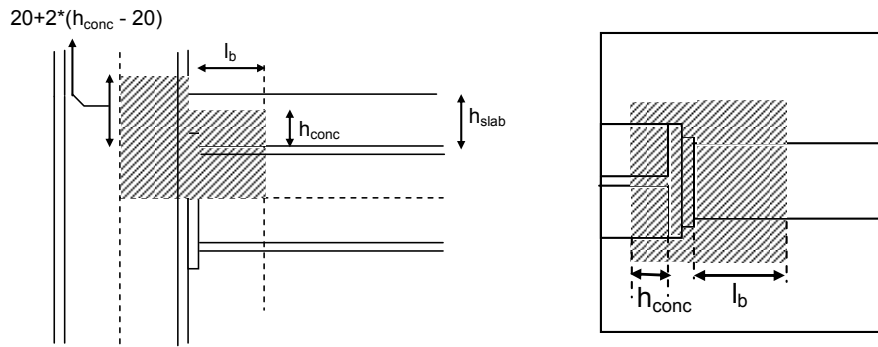 20+2*(h_conc - 20)
l_b
h_conc
h_slab
h_conc
l_b